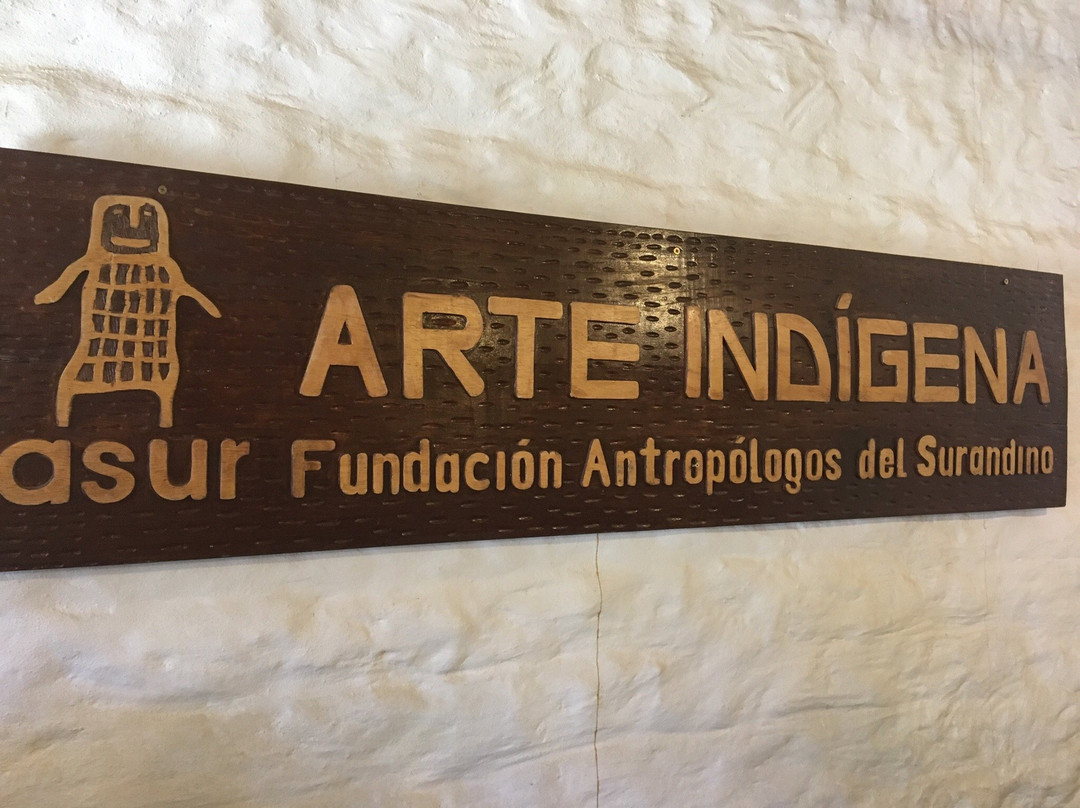 ARTE INDÍGENA
asur Fundación Antropólogos del Surandino